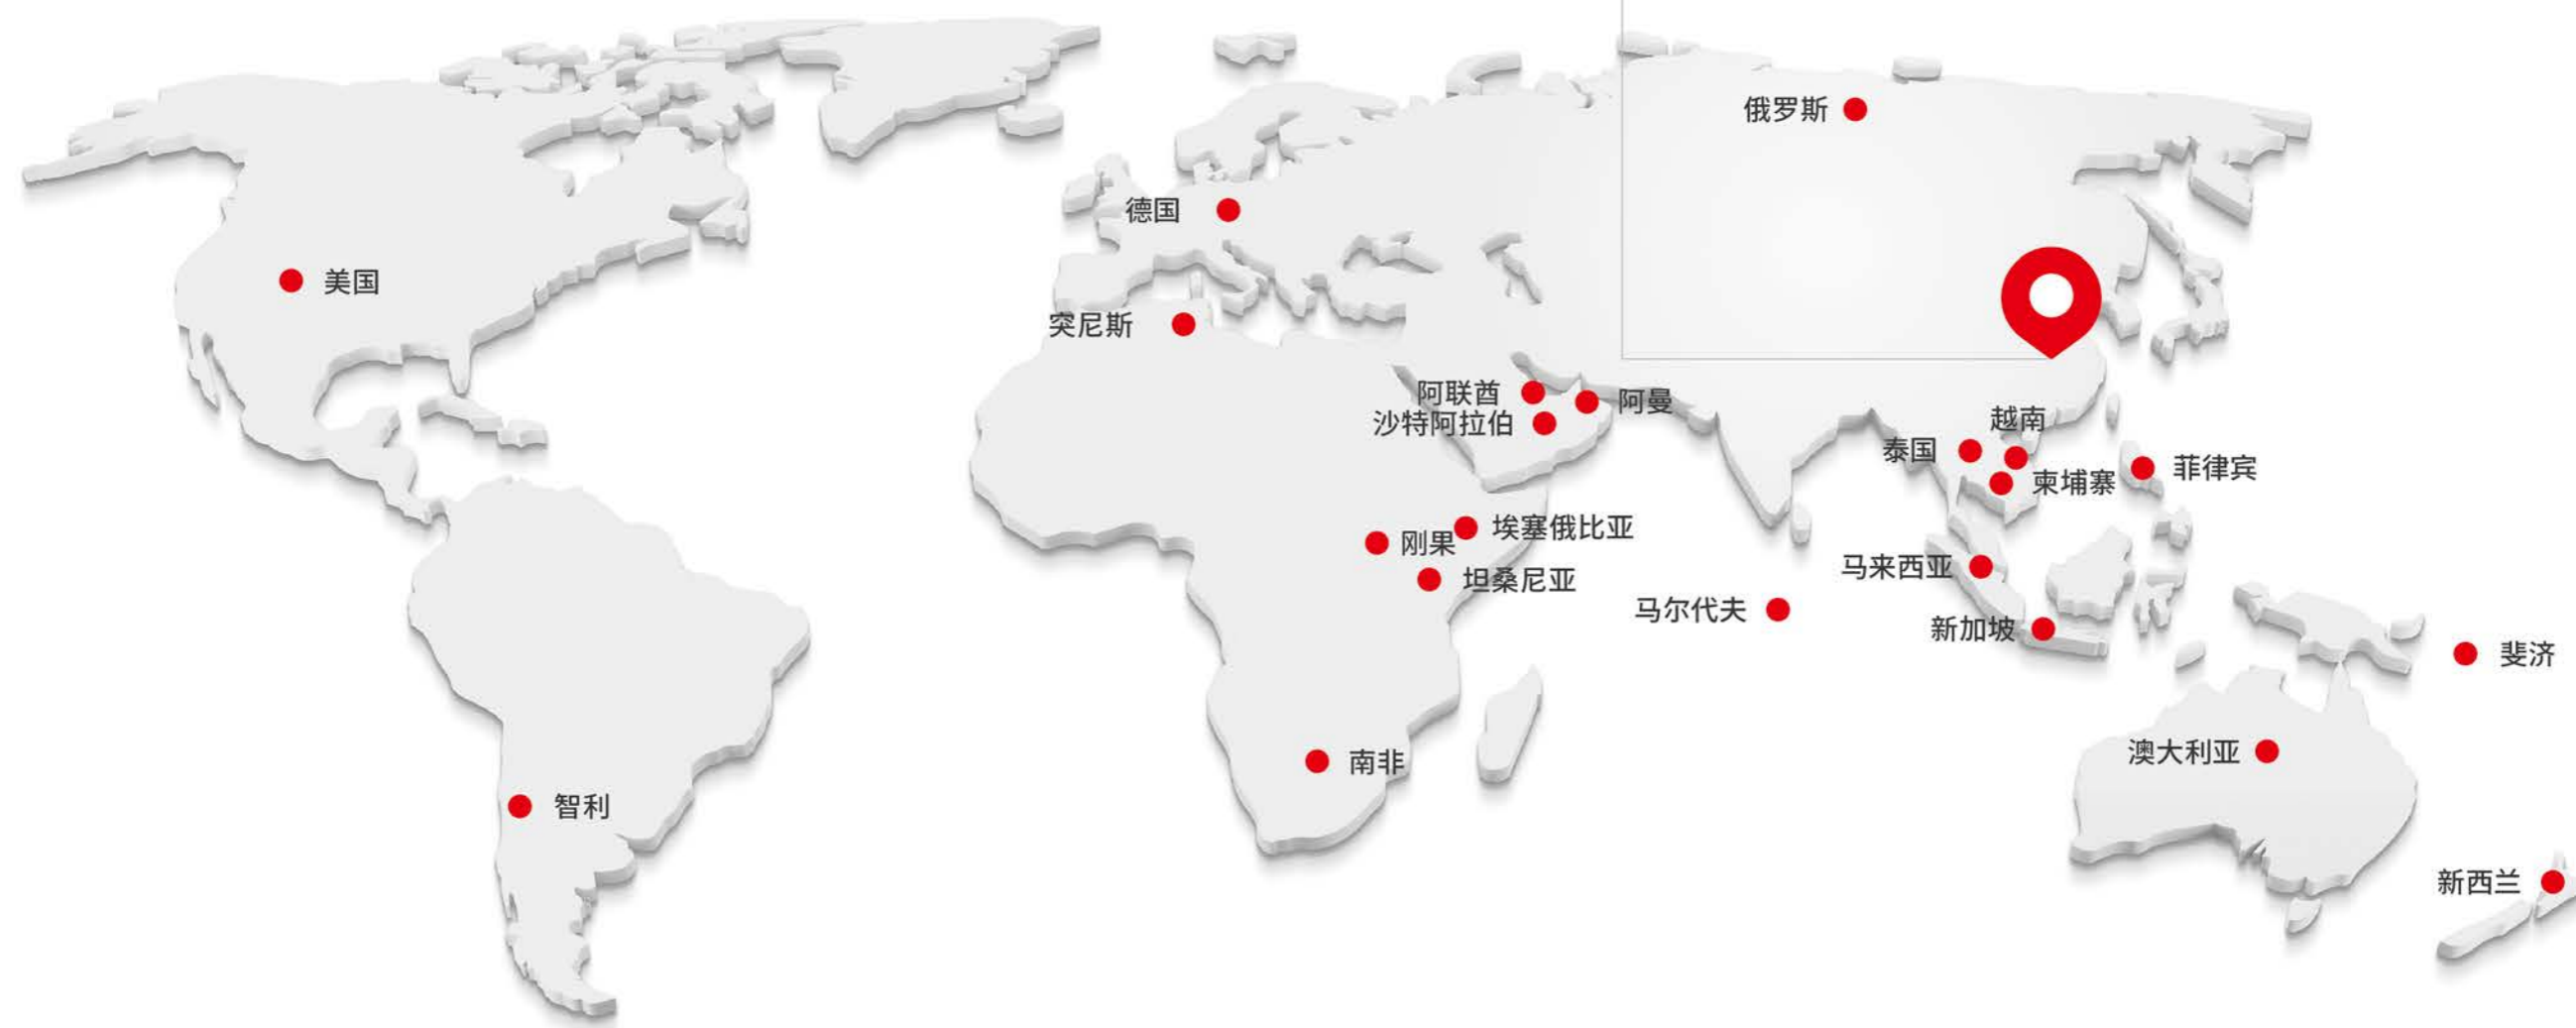 俄罗斯
德国
美国
突尼斯
阿联酋
阿曼
沙特阿拉伯
越南
泰国
菲律宾
柬埔寨
埃塞俄比亚
刚果
马来西亚
坦桑尼亚
马尔代夫
新加坡
斐济
澳大利亚
南非
智利
新西兰